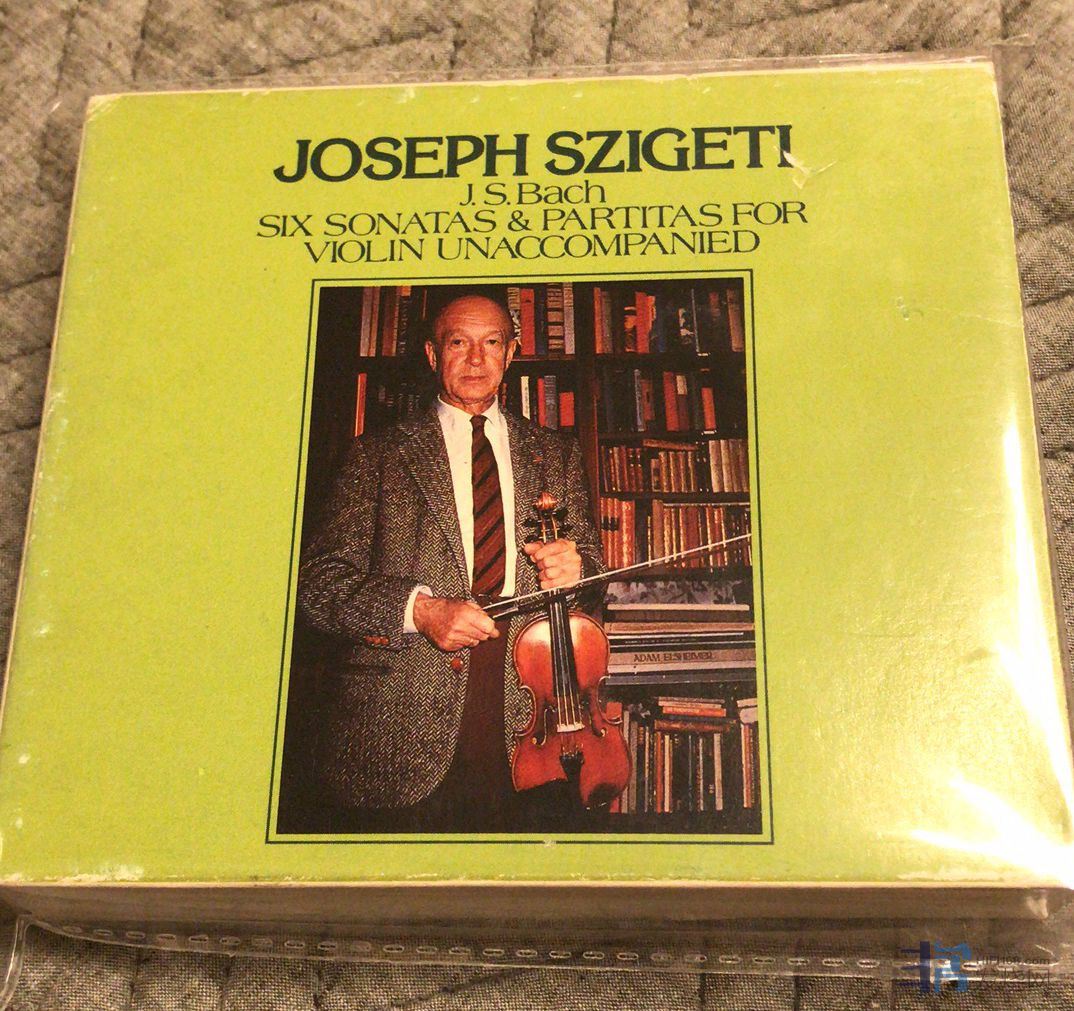 JOSEPH SZIGETI
J. S. Bach
SIX SONATAS & PARTITAS FOR
VIOLIN UNACCOMPANIED
ADAM ELSHEIMER